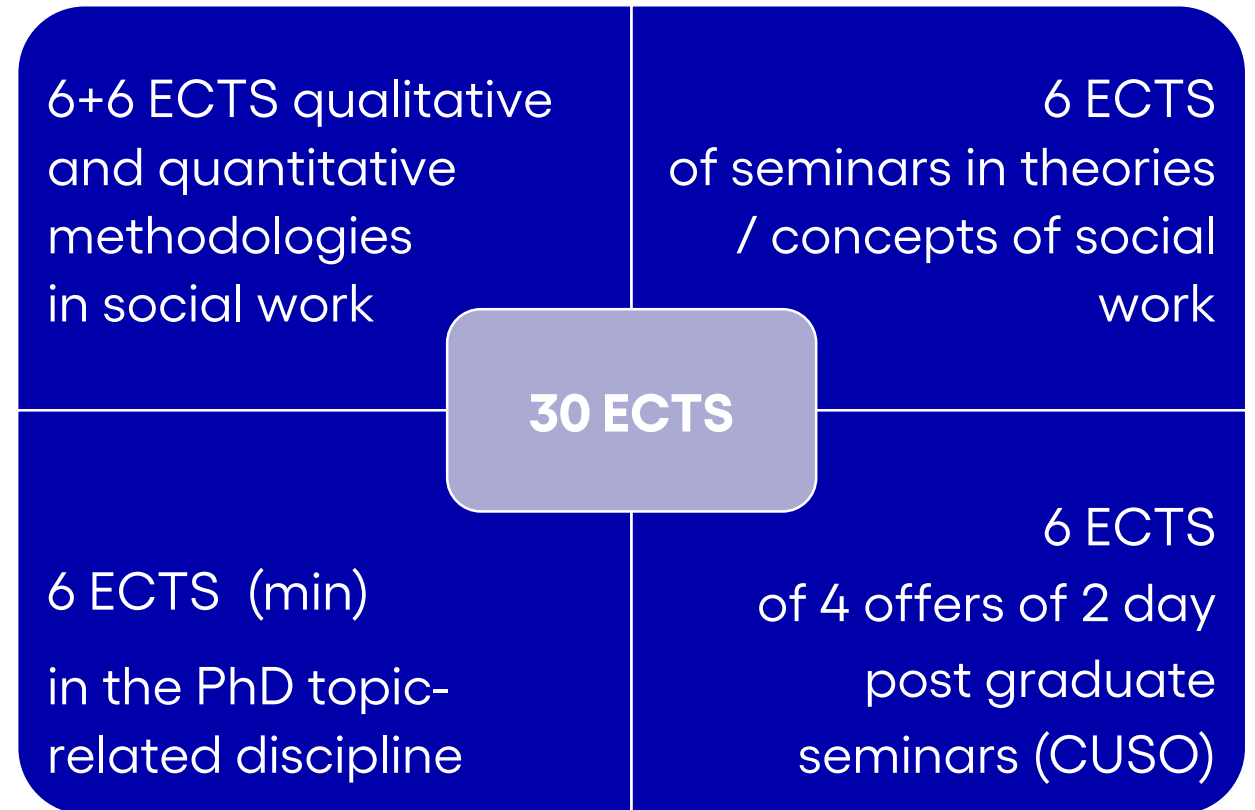 6+6 ECTS qualitative
and quantitative
methodologies
in social work
6 ECTS
of seminars in theories
/ concepts of social
work
30 ECTS
6 ECTS (min)
in the PhD topic-
related discipline
6 ECTS
of 4 offers of 2 day
post graduate
seminars (CUSO)